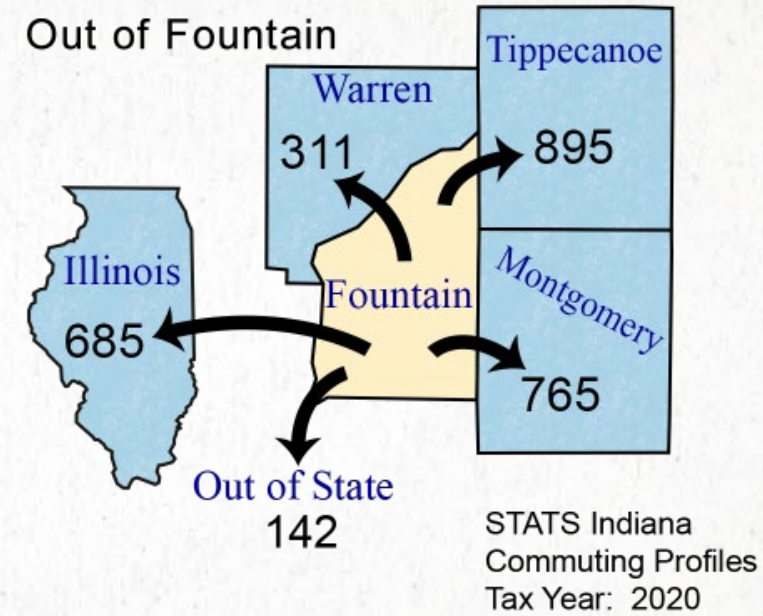 Out of Fountain
Tippecanoe
Warren
311
895
Illinois
685
Fountain
Montgomery
765
Out of State
142
STATS Indiana
Commuting Profiles
Tax Year: 2020